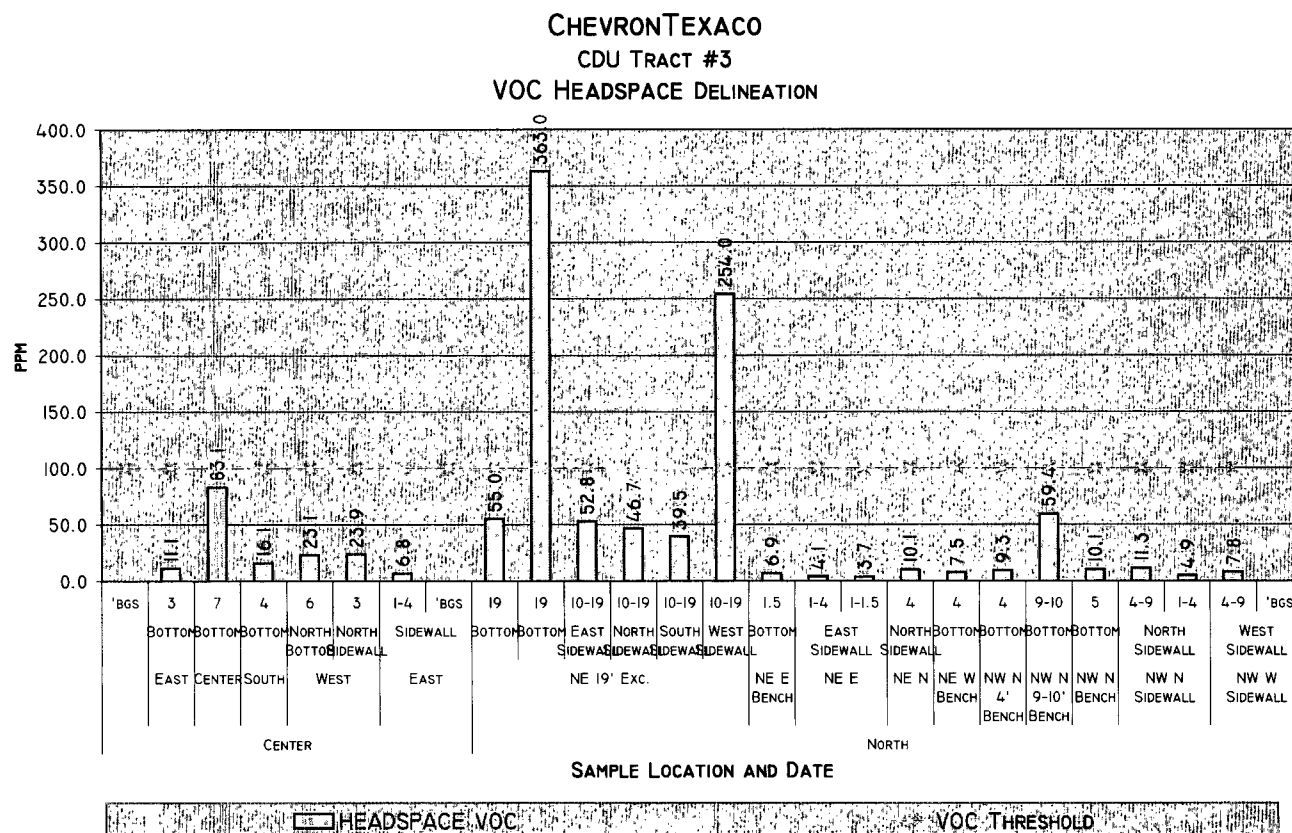 CHEVRONTEXACO
CDU TRACT #3
VOC HEADSPACE DELINEATION
400.0
350.0
300.0
250.0
200.0
150.0
100.0
50.0
0.0
PPM
11.1
16.1
23.1
23.9
6.8
55.0
363.0
52.8
46.7
39.5
254.0
6.9
4.1
3.7
10.1
7.5
9.3
59.4
10.1
11.3
4.9
7.8
'BGS 3 7 4 6 3 1-4 'BGS 19 19 10-19 10-19 10-19 10-19 1.5 1-4 1-1.5 4 4 4 9-10 5 4-9 1-4 4-9 'BGS
BOTTOM BOTTOM BOTTOM NORTH NORTH SIDEWALL BOTTOM BOTTOM EAST NORTH SOUTH WEST BOTTOM EAST NORTH BOTTOM BOTTOM BOTTOM BOTTOM NORTH WEST
BOTTOM SIDEWALL SIDEWALL SIDEWALL SIDEWALL SIDEWALL SIDEWALL SIDEWALL SIDEWALL SIDEWALL
EAST CENTER SOUTH WEST EAST NE 19' EXC. NE E NE E NE N NE W NW N NW N NW N NW N NW W
BENCH BENCH 4' 9-10' BENCH SIDEWALL SIDEWALL
BENCH BENCH
CENTER NORTH
SAMPLE LOCATION AND DATE
HEADSPACE VOC VOC THRESHOLD